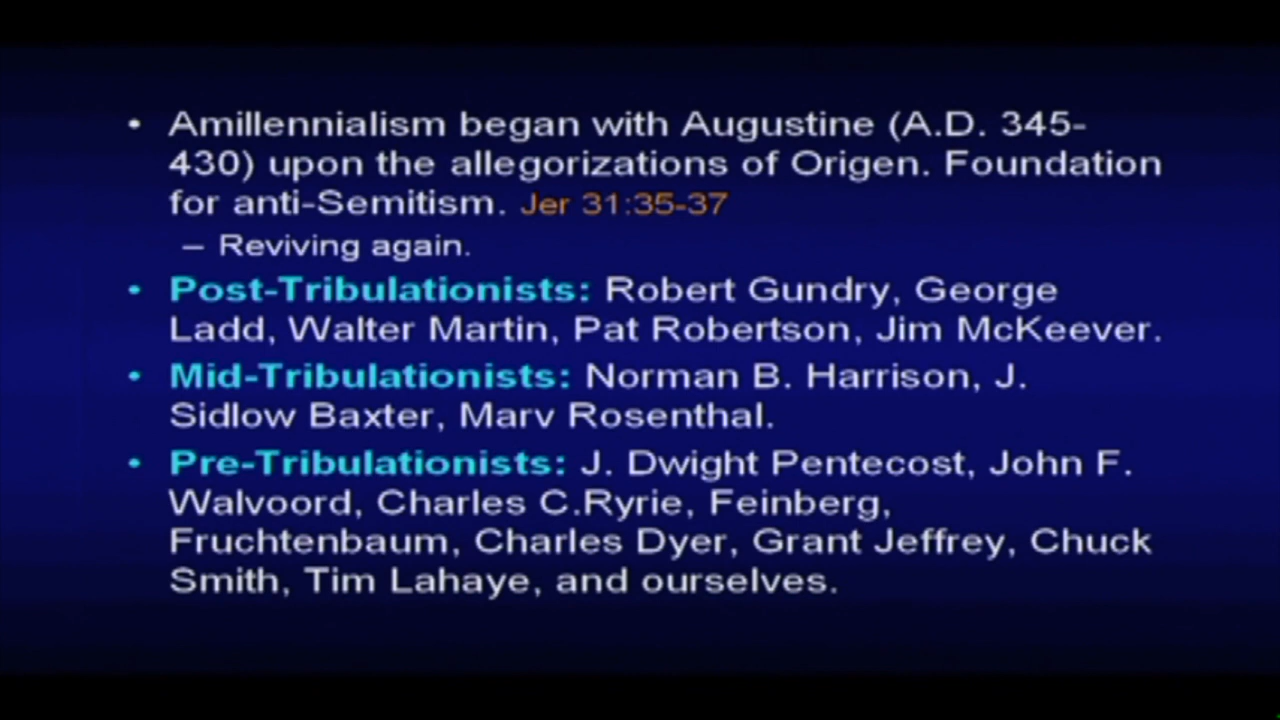 • Amillennialism began with Augustine (A.D. 345-
430) upon the allegorizations of Origen. Foundation
for anti-Semitism. Jer 31:35-37
– Reviving again.
• Post-Tribulationists: Robert Gundry, George
Ladd, Walter Martin, Pat Robertson, Jim McKeever.
• Mid-Tribulationists: Norman B. Harrison, J.
Sidlow Baxter, Marv Rosenthal.
• Pre-Tribulationists: J. Dwight Pentecost, John F.
Walvoord, Charles C.Ryrie, Feinberg,
Fruchtenbaum, Charles Dyer, Grant Jeffrey, Chuck
Smith, Tim Lahaye, and ourselves.